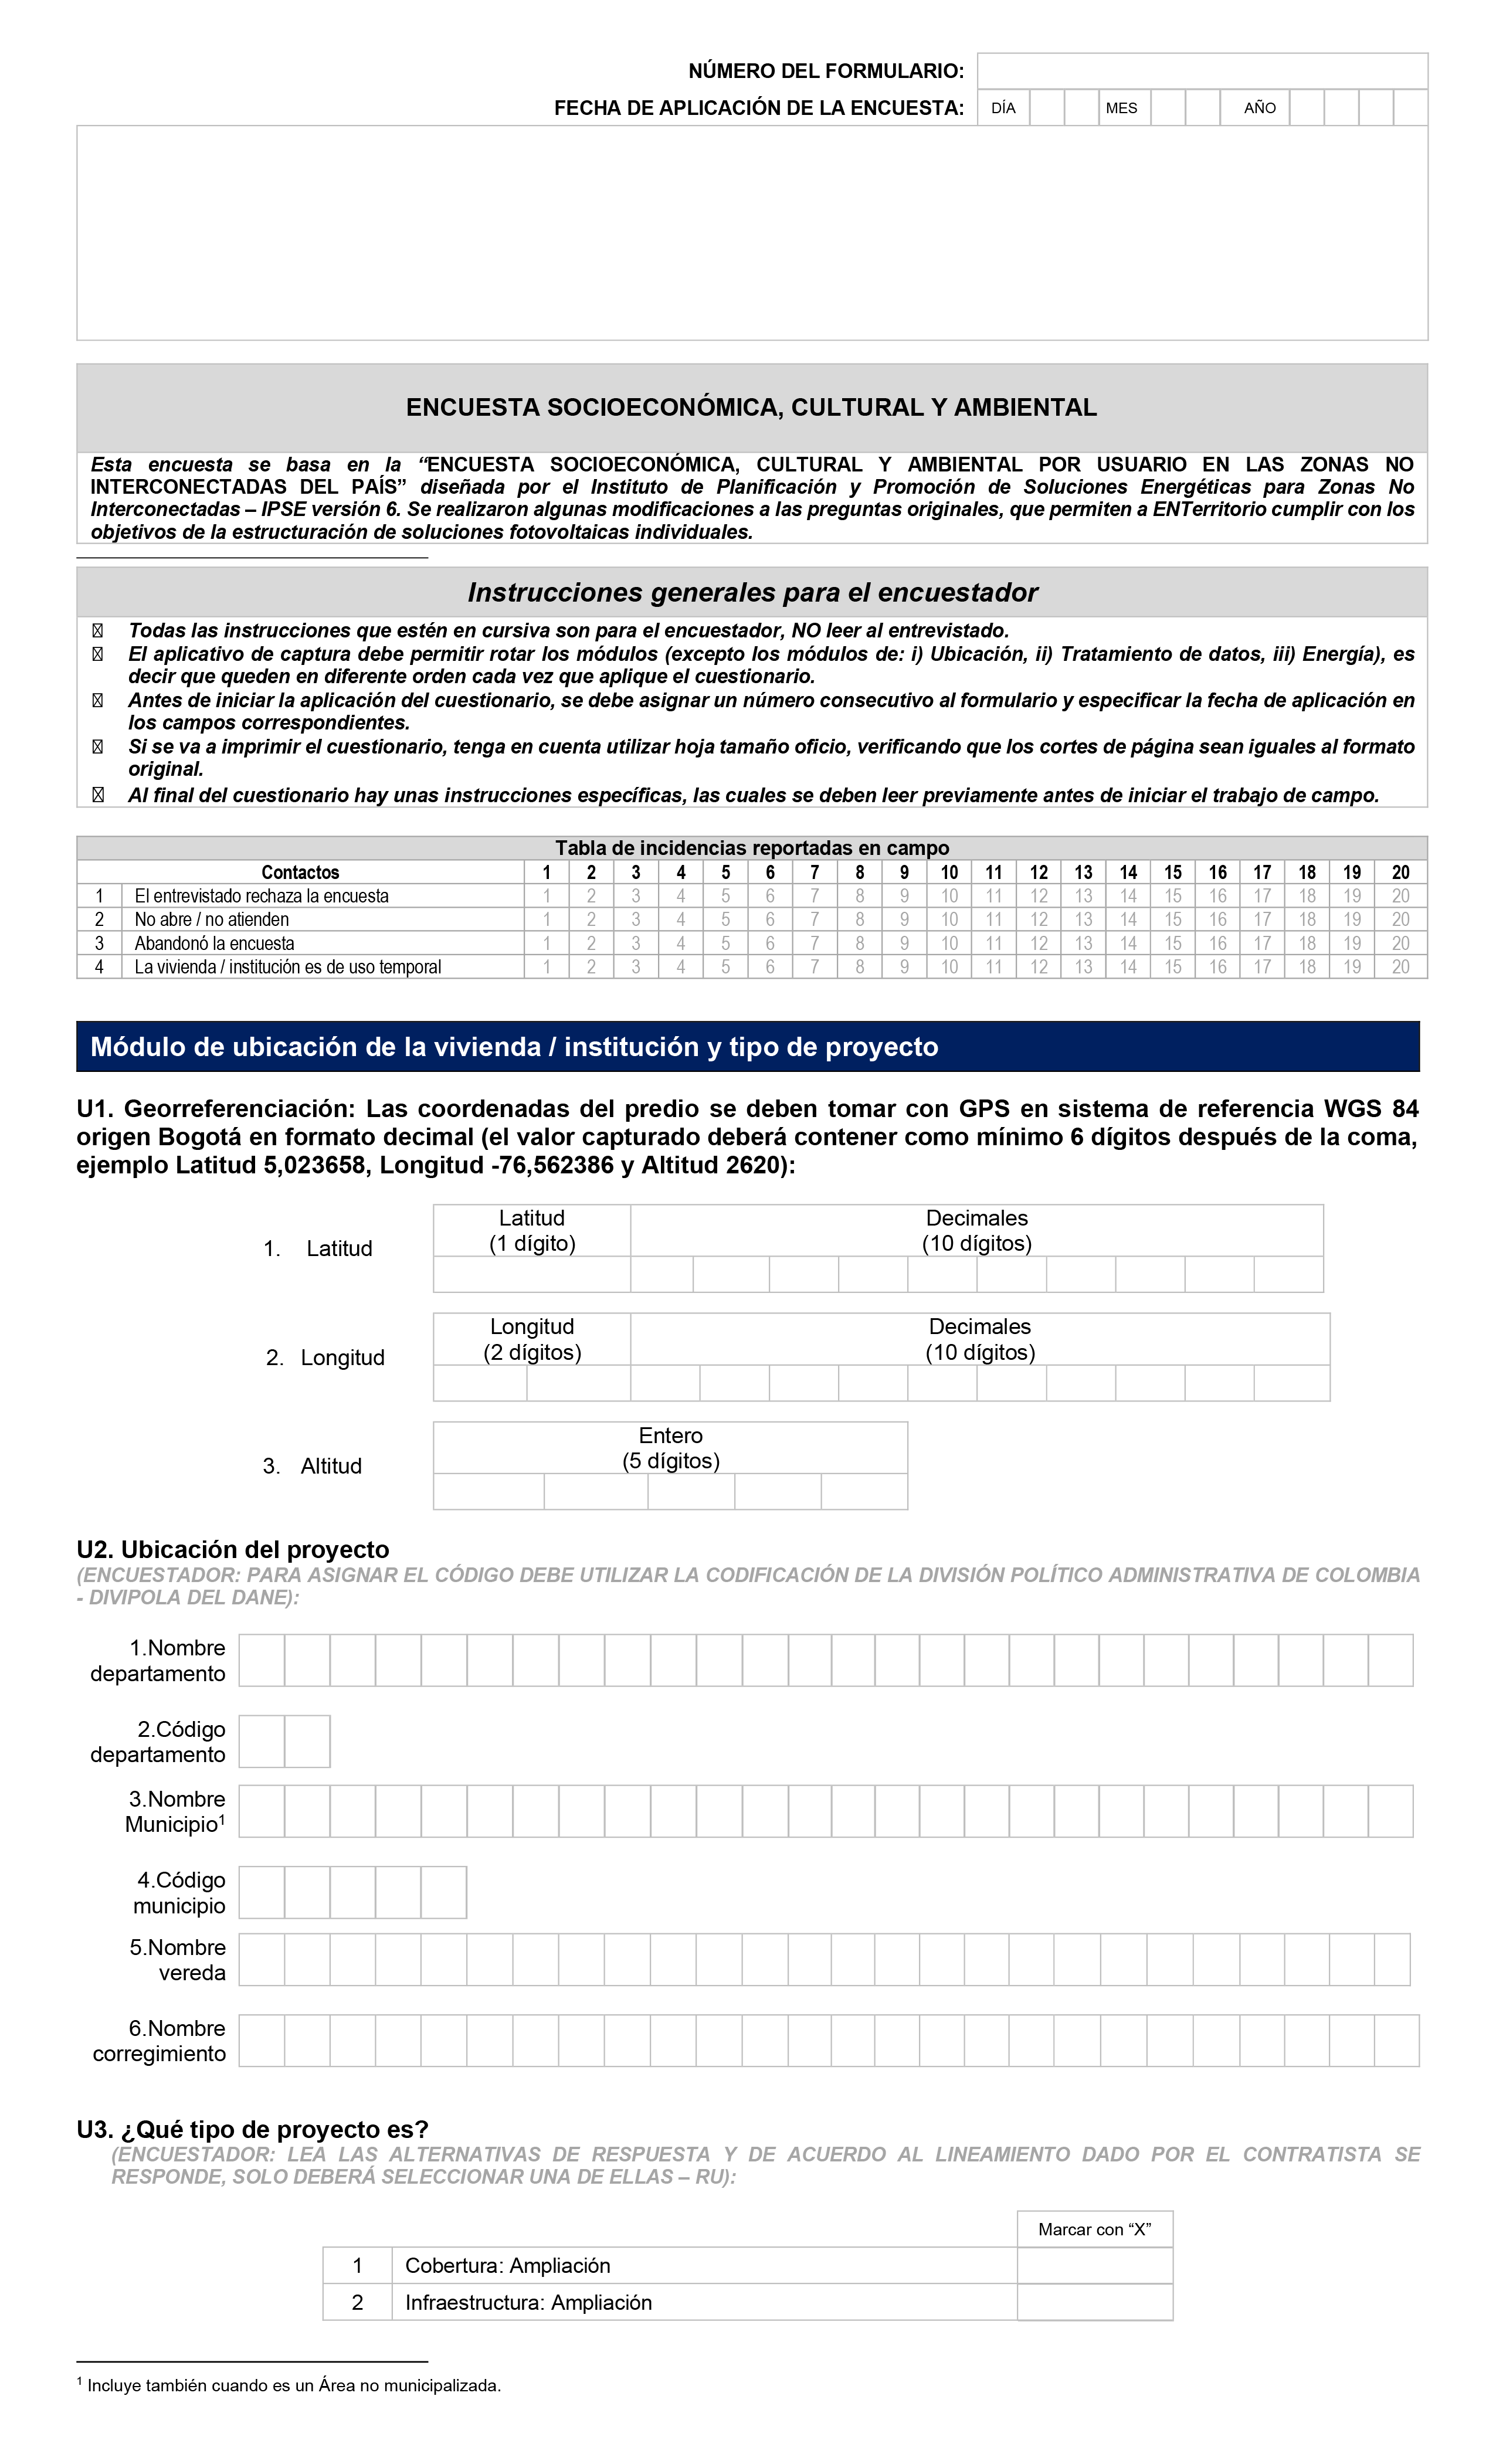 NÚMERO DEL FORMULARIO:
FECHA DE APLICACIÓN DE LA ENCUESTA: DÍA MES AÑO
ENCUESTA SOCIOECONÓMICA, CULTURAL Y AMBIENTAL
Esta encuesta se basa en la “ENCUESTA SOCIOECONÓMICA, CULTURAL Y AMBIENTAL POR USUARIO EN LAS ZONAS NO
INTERCONECTADAS DEL PAÍS” diseñada por el Instituto de Planificación y Promoción de Soluciones Energéticas para Zonas No
Interconectadas – IPSE versión 6. Se realizaron algunas modificaciones a las preguntas originales, que permiten a ENTerritorio cumplir con los
objetivos de la estructuración de soluciones fotovoltaicas individuales.
Instrucciones generales para el encuestador
Todas las instrucciones que estén en cursiva son para el encuestador, NO leer al entrevistado.
El aplicativo de captura debe permitir rotar los módulos (excepto los módulos de: i) Ubicación, ii) Tratamiento de datos, iii) Energía), es
decir que queden en diferente orden cada vez que aplique el cuestionario.
Antes de iniciar la aplicación del cuestionario, se debe asignar un número consecutivo al formulario y especificar la fecha de aplicación en
los campos correspondientes.
Si se va a imprimir el cuestionario, tenga en cuenta utilizar hoja tamaño oficio, verificando que los cortes de página sean iguales al formato
original.
Al final del cuestionario hay unas instrucciones específicas, las cuales se deben leer previamente antes de iniciar el trabajo de campo.
Tabla de incidencias reportadas en campo
Contactos 1 2 3 4 5 6 7 8 9 10 11 12 13 14 15 16 17 18 19 20
1 El entrevistado rechaza la encuesta 1 2 3 4 5 6 7 8 9 10 11 12 13 14 15 16 17 18 19 20
2 No abre / no atienden 1 2 3 4 5 6 7 8 9 10 11 12 13 14 15 16 17 18 19 20
3 Abandonó la encuesta 1 2 3 4 5 6 7 8 9 10 11 12 13 14 15 16 17 18 19 20
4 La vivienda / institución es de uso temporal 1 2 3 4 5 6 7 8 9 10 11 12 13 14 15 16 17 18 19 20
Módulo de ubicación de la vivienda / institución y tipo de proyecto
U1. Georreferenciación: Las coordenadas del predio se deben tomar con GPS en sistema de referencia WGS 84
origen Bogotá en formato decimal (el valor capturado deberá contener como mínimo 6 dígitos después de la coma,
ejemplo Latitud 5,023658, Longitud -76,562386 y Altitud 2620):
Latitud Decimales
1. Latitud (1 dígito) (10 dígitos)
Longitud Decimales
2. Longitud (2 dígitos) (10 dígitos)
Entero
3. Altitud (5 dígitos)
U2. Ubicación del proyecto
(ENCUESTADOR: PARA ASIGNAR EL CÓDIGO DEBE UTILIZAR LA CODIFICACIÓN DE LA DIVISIÓN POLÍTICO ADMINISTRATIVA DE COLOMBIA
- DIVIPOLA DEL DANE):
1.Nombre
departamento
2.Código
departamento
3.Nombre
Municipio¹
4.Código
municipio
5.Nombre
vereda
6.Nombre
corregimiento
U3. ¿Qué tipo de proyecto es?
(ENCUESTADOR: LEA LAS ALTERNATIVAS DE RESPUESTA Y DE ACUERDO AL LINEAMIENTO DADO POR EL CONTRATISTA SE
RESPONDE, SOLO DEBERÁ SELECCIONAR UNA DE ELLAS – RU):
Marcar con “X”
1 Cobertura: Ampliación
2 Infraestructura: Ampliación
¹ Incluye también cuando es un Área no municipalizada.